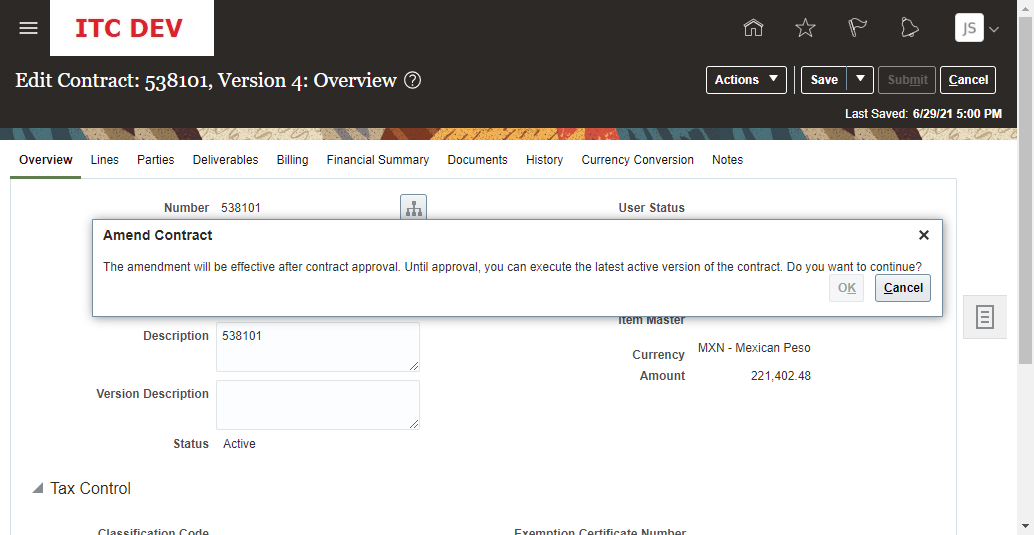 ITC DEV
JS
Edit Contract: 538101, Version 4: Overview ?
Actions Save Submit Cancel
Last Saved: 6/29/21 5:00 PM
Overview Lines Parties Deliverables Billing Financial Summary Documents History Currency Conversion Notes
Number 538101 User Status
Amend Contract
The amendment will be effective after contract approval. Until approval, you can execute the latest active version of the contract. Do you want to continue?
OK Cancel
Item Master
Description 538101
Currency MXN - Mexican Peso
Amount 221,402.48
Version Description
Status Active
Tax Control
Classification Code Exemption Certificate Number